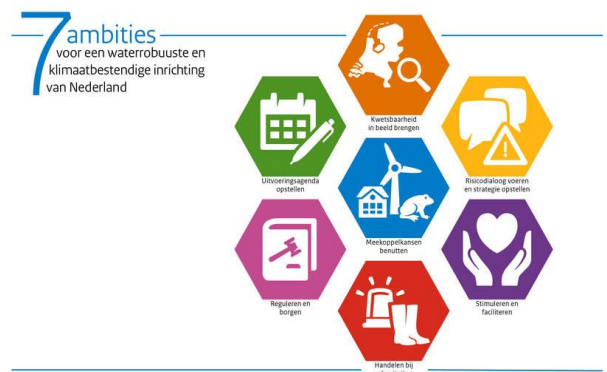 7 ambities
voor een waterrobuuste en
klimaatbestendige inrichting
van Nederland
Kwetsbaarheid
in beeld brengen
Uitvoeringsagenda
opstellen
Risicodialoog voeren
en strategie opstellen
Meekoppelkansen
benutten
Reguleren en
borgen
Stimuleren en
faciliteren
Handelen bij